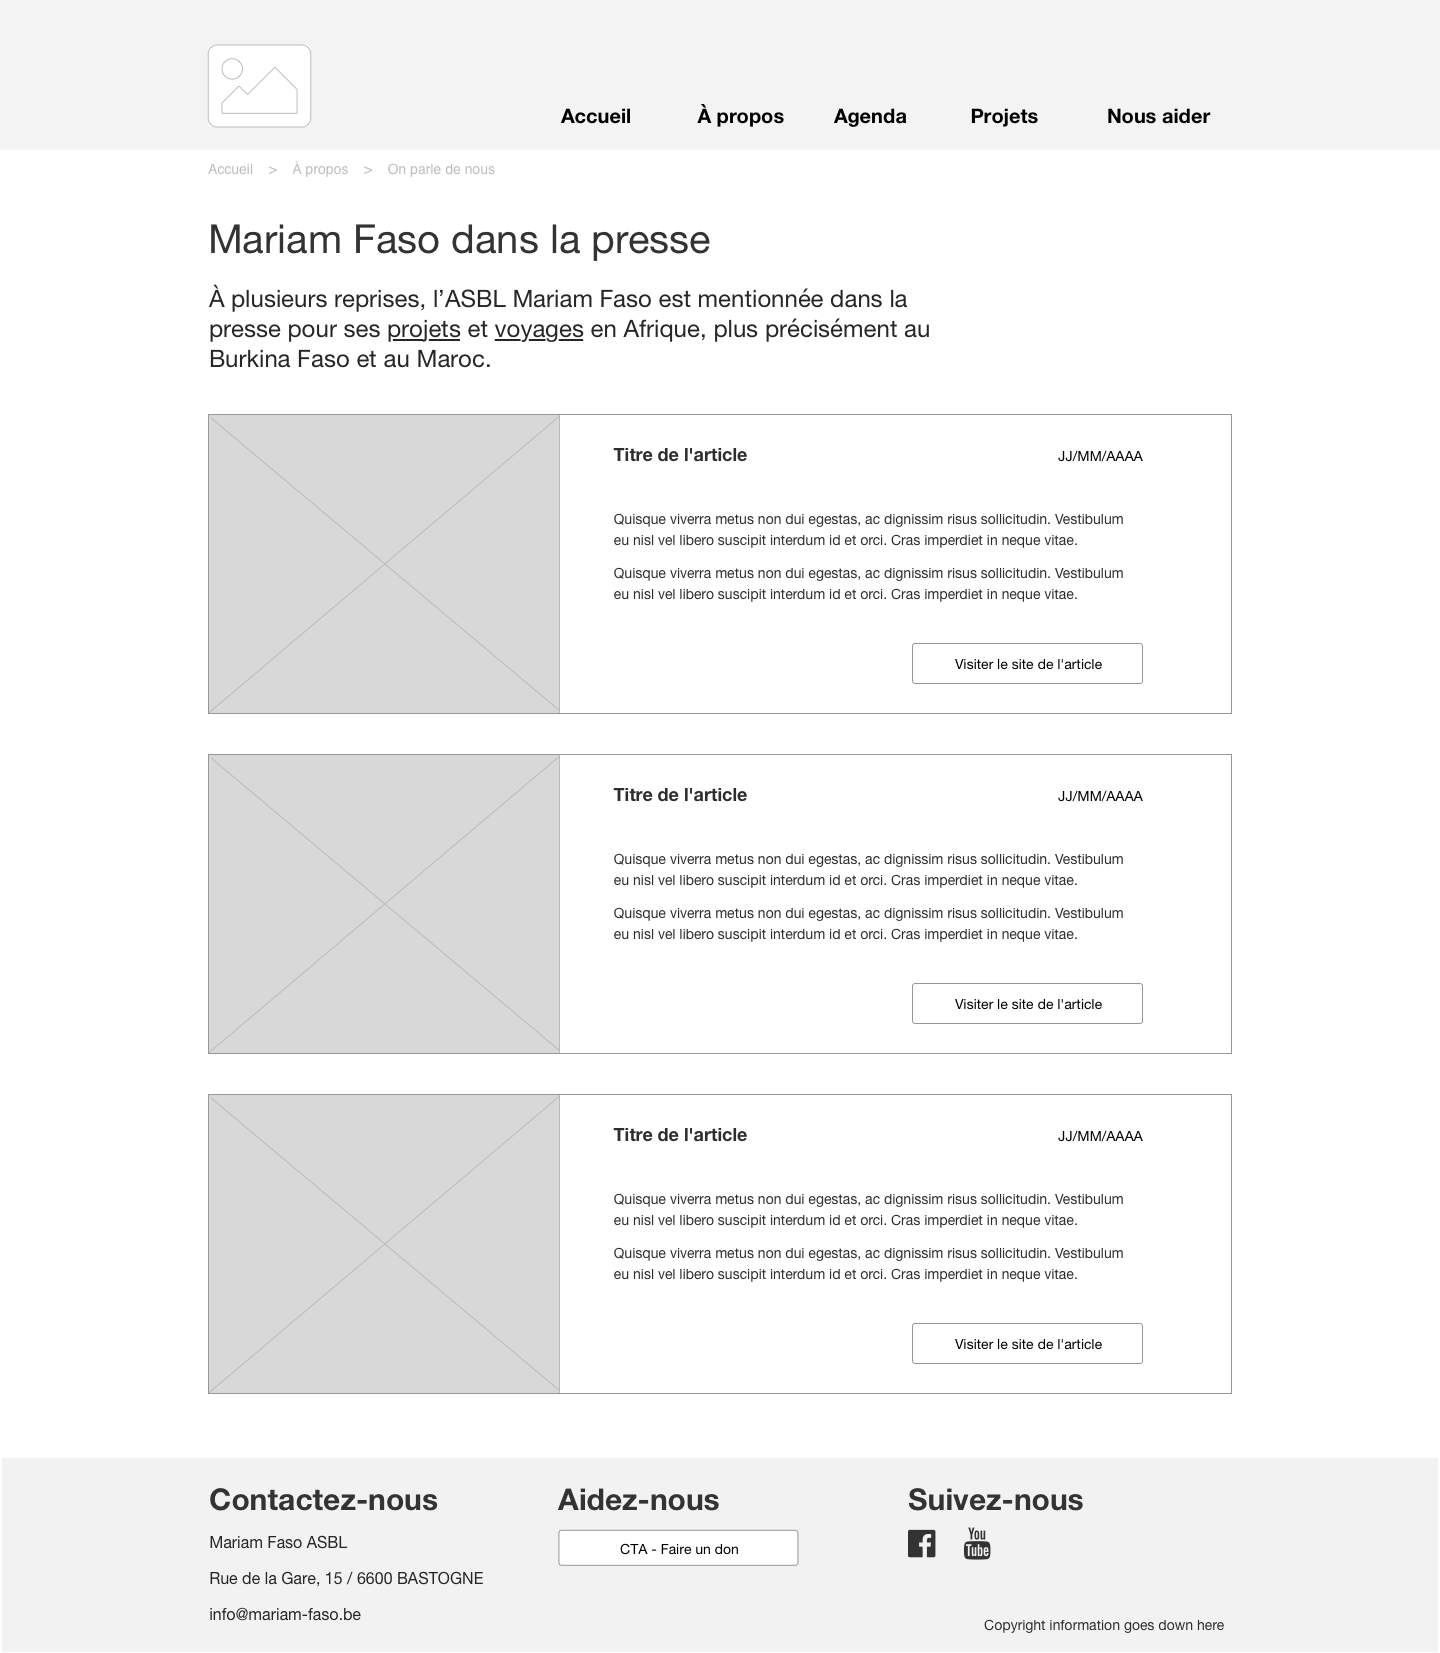 Accueil À propos Agenda Projets Nous aider
Accueil > À propos > On parle de nous
Mariam Faso dans la presse
À plusieurs reprises, l’ASBL Mariam Faso est mentionnée dans la
presse pour ses projets et voyages en Afrique, plus précisément au
Burkina Faso et au Maroc.
Titre de l'article JJ/MM/AAAA
Quisque viverra metus non dui egestas, ac dignissim risus sollicitudin. Vestibulum
eu nisl vel libero suscipit interdum id et orci. Cras imperdiet in neque vitae.
Quisque viverra metus non dui egestas, ac dignissim risus sollicitudin. Vestibulum
eu nisl vel libero suscipit interdum id et orci. Cras imperdiet in neque vitae.
Visiter le site de l'article
Titre de l'article JJ/MM/AAAA
Quisque viverra metus non dui egestas, ac dignissim risus sollicitudin. Vestibulum
eu nisl vel libero suscipit interdum id et orci. Cras imperdiet in neque vitae.
Quisque viverra metus non dui egestas, ac dignissim risus sollicitudin. Vestibulum
eu nisl vel libero suscipit interdum id et orci. Cras imperdiet in neque vitae.
Visiter le site de l'article
Titre de l'article JJ/MM/AAAA
Quisque viverra metus non dui egestas, ac dignissim risus sollicitudin. Vestibulum
eu nisl vel libero suscipit interdum id et orci. Cras imperdiet in neque vitae.
Quisque viverra metus non dui egestas, ac dignissim risus sollicitudin. Vestibulum
eu nisl vel libero suscipit interdum id et orci. Cras imperdiet in neque vitae.
Visiter le site de l'article
Contactez-nous
Mariam Faso ASBL
Rue de la Gare, 15 / 6600 BASTOGNE
info@mariam-faso.be
Aidez-nous
CTA - Faire un don
Suivez-nous
You
Tube
Copyright information goes down here